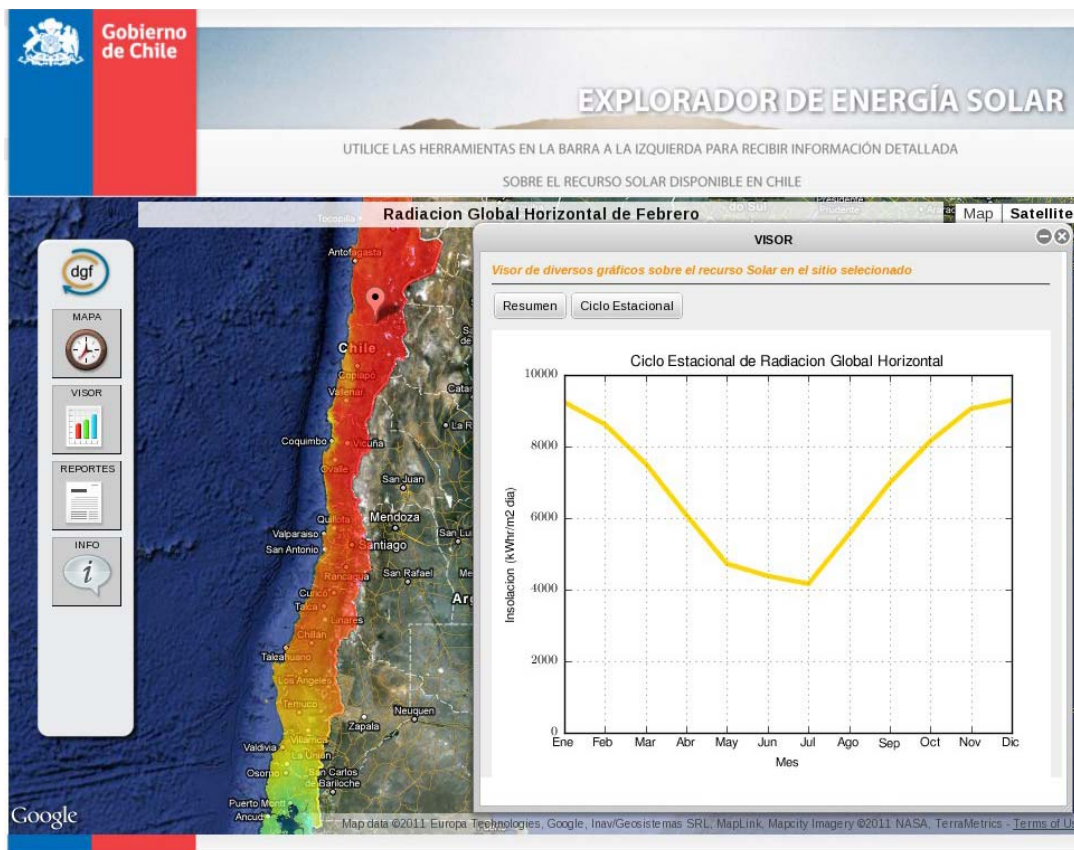 Gobierno
de Chile
EXPLORADOR DE ENERGÍA SOLAR
UTILICE LAS HERRAMIENTAS EN LA BARRA A LA IZQUIERDA PARA RECIBIR INFORMACIÓN DETALLADA
SOBRE EL RECURSO SOLAR DISPONIBLE EN CHILE
Radiacion Global Horizontal de Febrero
Map
Satellite
dgf
MAPA
VISOR
REPORTES
INFO
Tocopilla
Antofagasta
Chile
Copiapó
Vallenar
Coquimbo
Vicuña
Ovalle
San Juan
Quillota
Mendoza
Valparaiso
San Antonio
Santiago
San Lu
Rancagua
San Rafael
Curicó
Talca
Linares
Chillan
Talcahuano
Los Angeles
Temuco
Neuquen
Zapala
Villarrica
Valdivia
La Unión
Osorno
San Carlos
de Bariloche
Puerto Montt
Ancud
Google
VISOR
Visor de diversos gráficos sobre el recurso Solar en el sitio selecionado
Resumen
Ciclo Estacional
Ciclo Estacional de Radiacion Global Horizontal
10000
8000
6000
4000
2000
0
Insolacion (kWhr/m2 dia)
Ene Feb Mar Abr May Jun Jul Ago Sep Oct Nov Dic
Mes
Map data ©2011 Europa Technologies, Google, Inav/Geosistemas SRL, MapLink, Mapcity Imagery ©2011 NASA, TerraMetrics - Terms of U